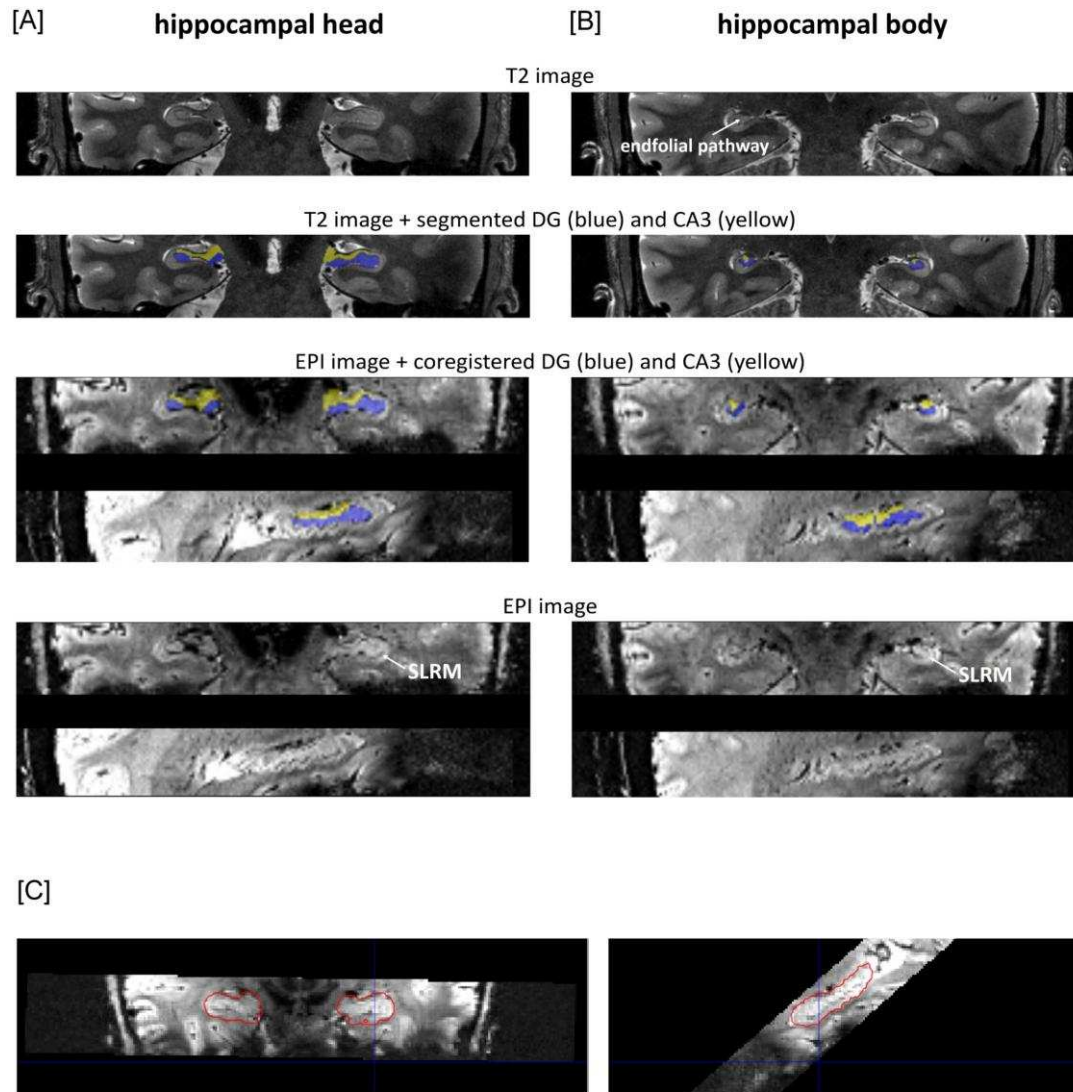 [A] hippocampal head [B] hippocampal body
T2 image
endfolial pathway
T2 image + segmented DG (blue) and CA3 (yellow)
EPI image + coregistered DG (blue) and CA3 (yellow)
EPI image
SLRM SLRM
[C]